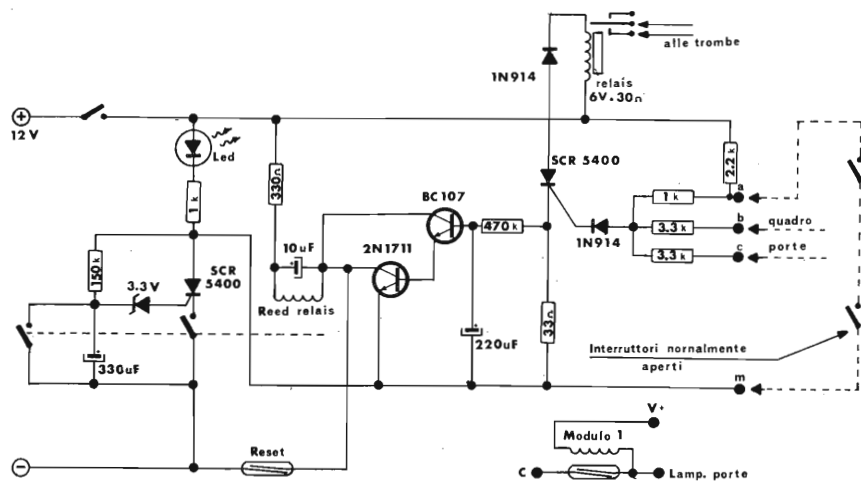 alle trombe
1N914
relais
6V.30Ω
12 V
Led
SCR 5400
2.2 k
330Ω
BC 107
1 k
a
1 k
470 k
3.3 k
b
quadro
2N1711
1N914
10 uF
3.3 k
c
porte
150 k
SCR
5400
3.3 V
Reed relais
33Ω
330uF
220uF
Interruttori nornalmente
aperti
m
V+
Reset
Modulo 1
C
Lamp. porte